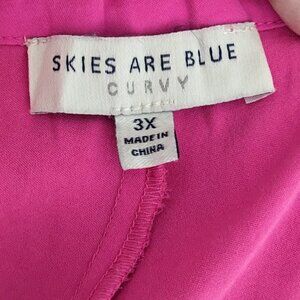 SKIES ARE BLUE
CURVY
3X
MADE IN
CHINA